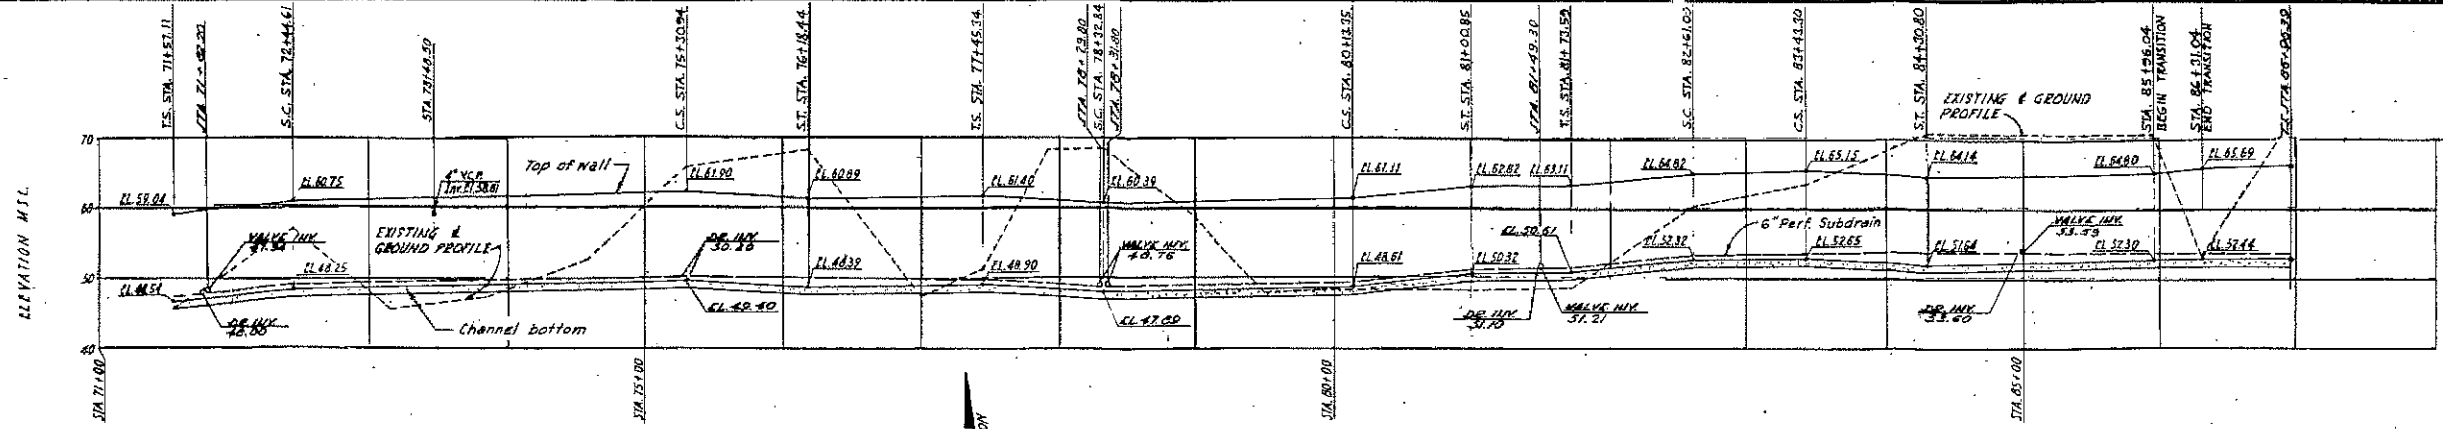 T.S. STA. 71+57.11
S.C. STA. 72+44.61
STA. 73+48.50
C.S. STA. 75+30.94
S.T. STA. 76+18.44
T.S. STA. 77+45.34
STA. 78+29.80
S.C. STA. 78+32.84
STA. 78+31.80
C.S. STA. 80+13.35
S.T. STA. 81+00.85
STA. 81+49.30
T.S. STA. 81+73.59
S.C. STA. 82+61.09
C.S. STA. 83+43.30
S.T. STA. 84+30.80
STA. 85+96.04
BEGIN TRANSITION
STA. 86+31.04
END TRANSITION
EXISTING ℄ GROUND
PROFILE
70
60
50
40
ELEVATION M.S.L.
EL. 59.04
EL. 60.75
4" V.C.P.
Inv. El. 58.81
Top of wall
EL. 61.90
EL. 60.89
EL. 61.40
EL. 60.39
EL. 61.11
EL. 62.82
EL. 63.11
EL. 64.82
EL. 65.15
EL. 64.14
EL. 64.80
EL. 65.69
VALVE INV.
EXISTING ℄
GROUND PROFILE
DR. INV.
50.20
VALVE INV.
48.76
EL. 50.61
6" Perf. Subdrain
VALVE INV.
53.59
EL. 48.25
EL. 48.39
EL. 48.90
EL. 48.61
EL. 50.32
EL. 52.32
EL. 52.65
EL. 51.64
EL. 52.30
EL. 52.44
DR. INV.
48.00
Channel bottom
EL. 49.40
EL. 47.89
DR. INV.
51.10
VALVE INV.
51.21
DR. INV.
53.60
STA. 71+00
STA. 75+00
STA. 80+00
STA. 85+00